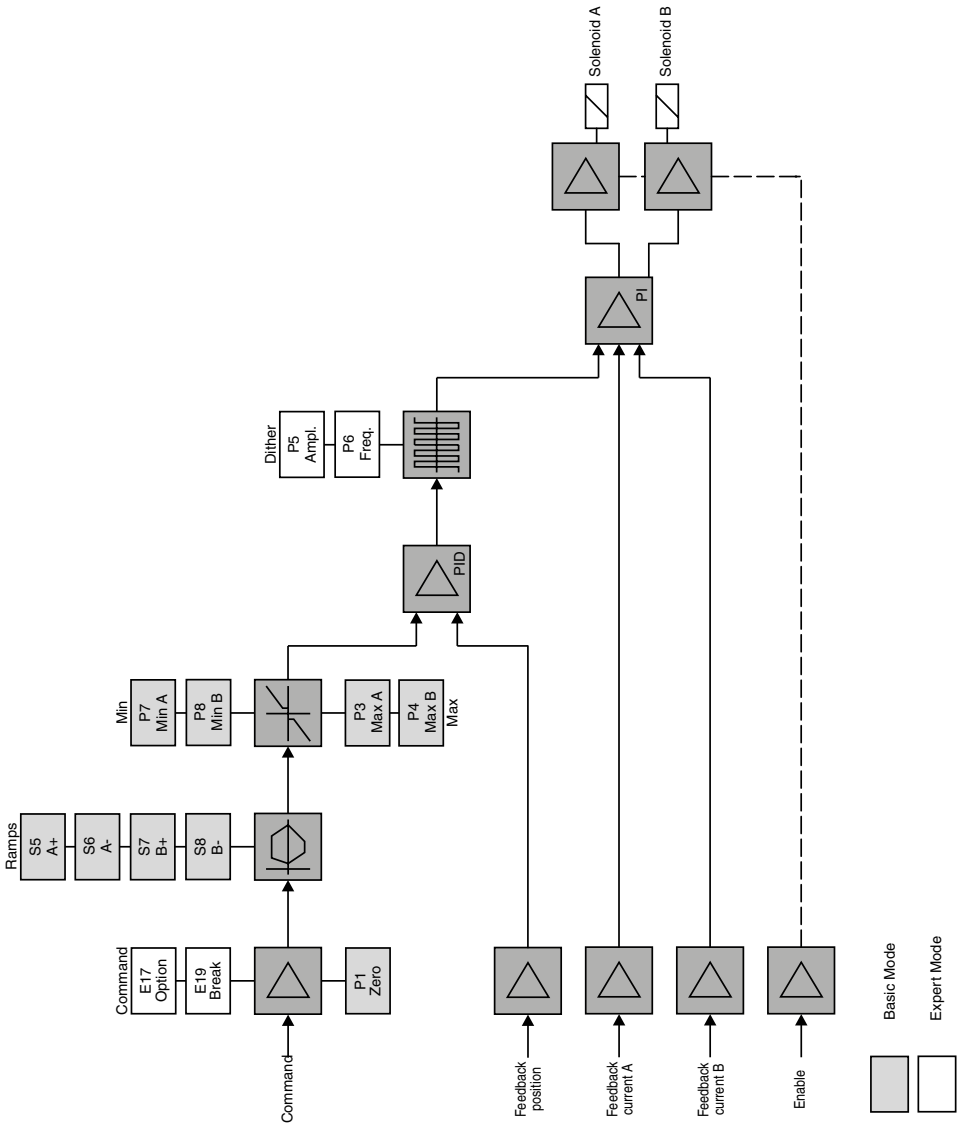 Command
Command
E17
Option
E19
Break
P1
Zero
Ramps
S5
A+
S6
A-
S7
B+
S8
B-
Min
P7
Min A
P8
Min B
P3
Max A
P4
Max B
Max
PID
Dither
P5
Ampl.
P6
Freq.
PI
Solenoid A
Solenoid B
Feedback
position
Feedback
current A
Feedback
current B
Enable
Basic Mode
Expert Mode